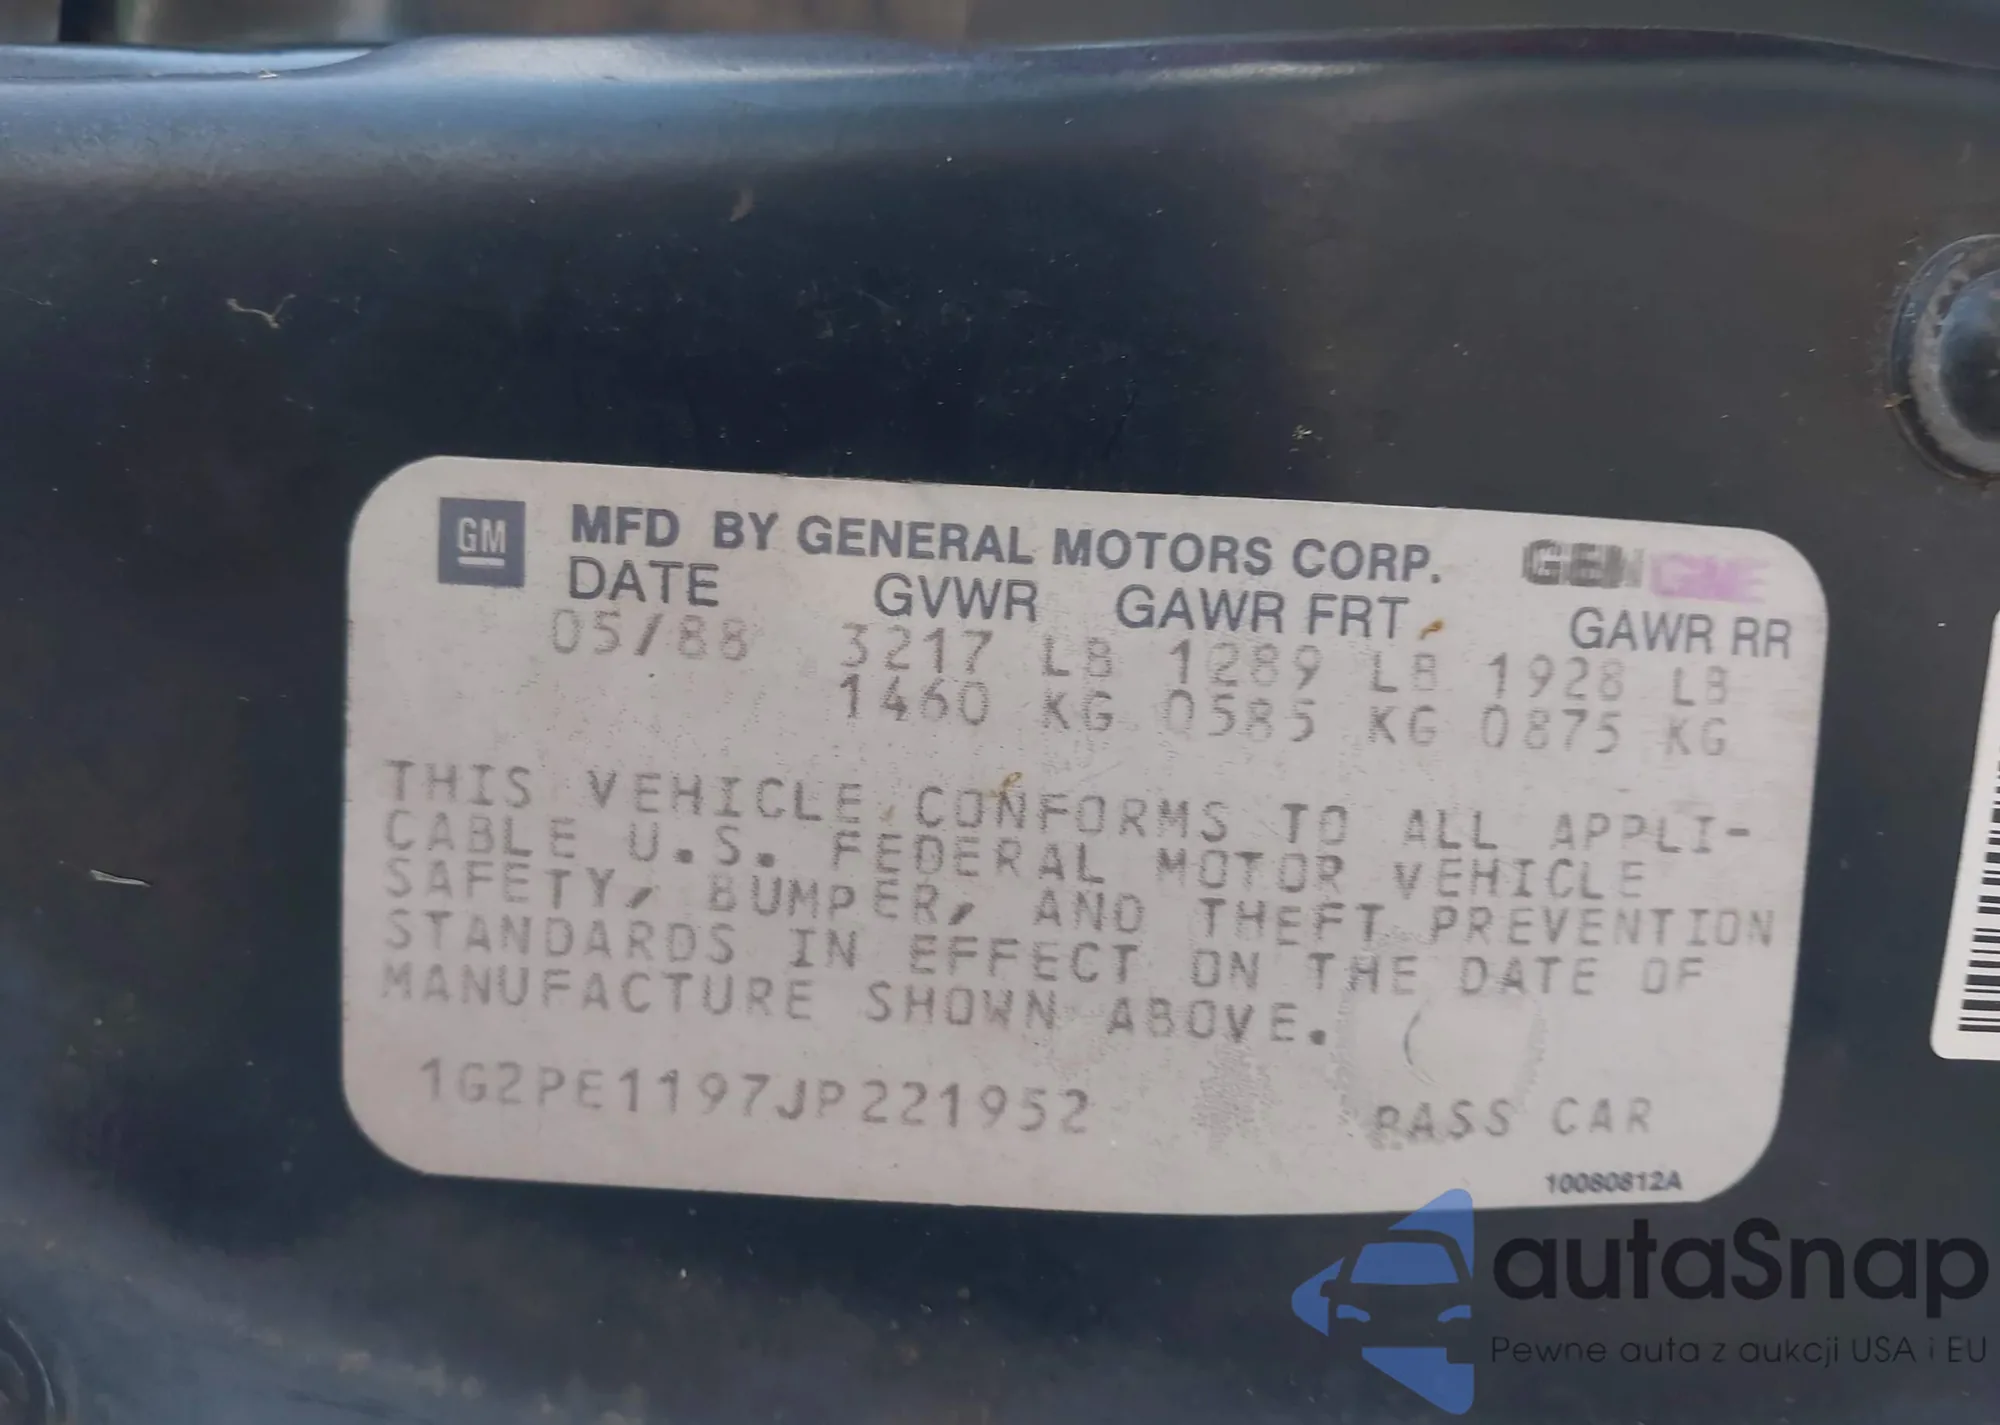 GM MFD BY GENERAL MOTORS CORP. GEN GME
DATE GVWR GAWR FRT GAWR RR
05/88 3217 LB 1289 LB 1928 LB
1460 KG 0585 KG 0875 KG
THIS VEHICLE CONFORMS TO ALL APPLI-
CABLE U.S. FEDERAL MOTOR VEHICLE
SAFETY, BUMPER, AND THEFT PREVENTION
STANDARDS IN EFFECT ON THE DATE OF
MANUFACTURE SHOWN ABOVE.
1G2PE1197JP221952 PASS CAR
10080812A
autaSnap
Pewne auta z aukcji USA i EU